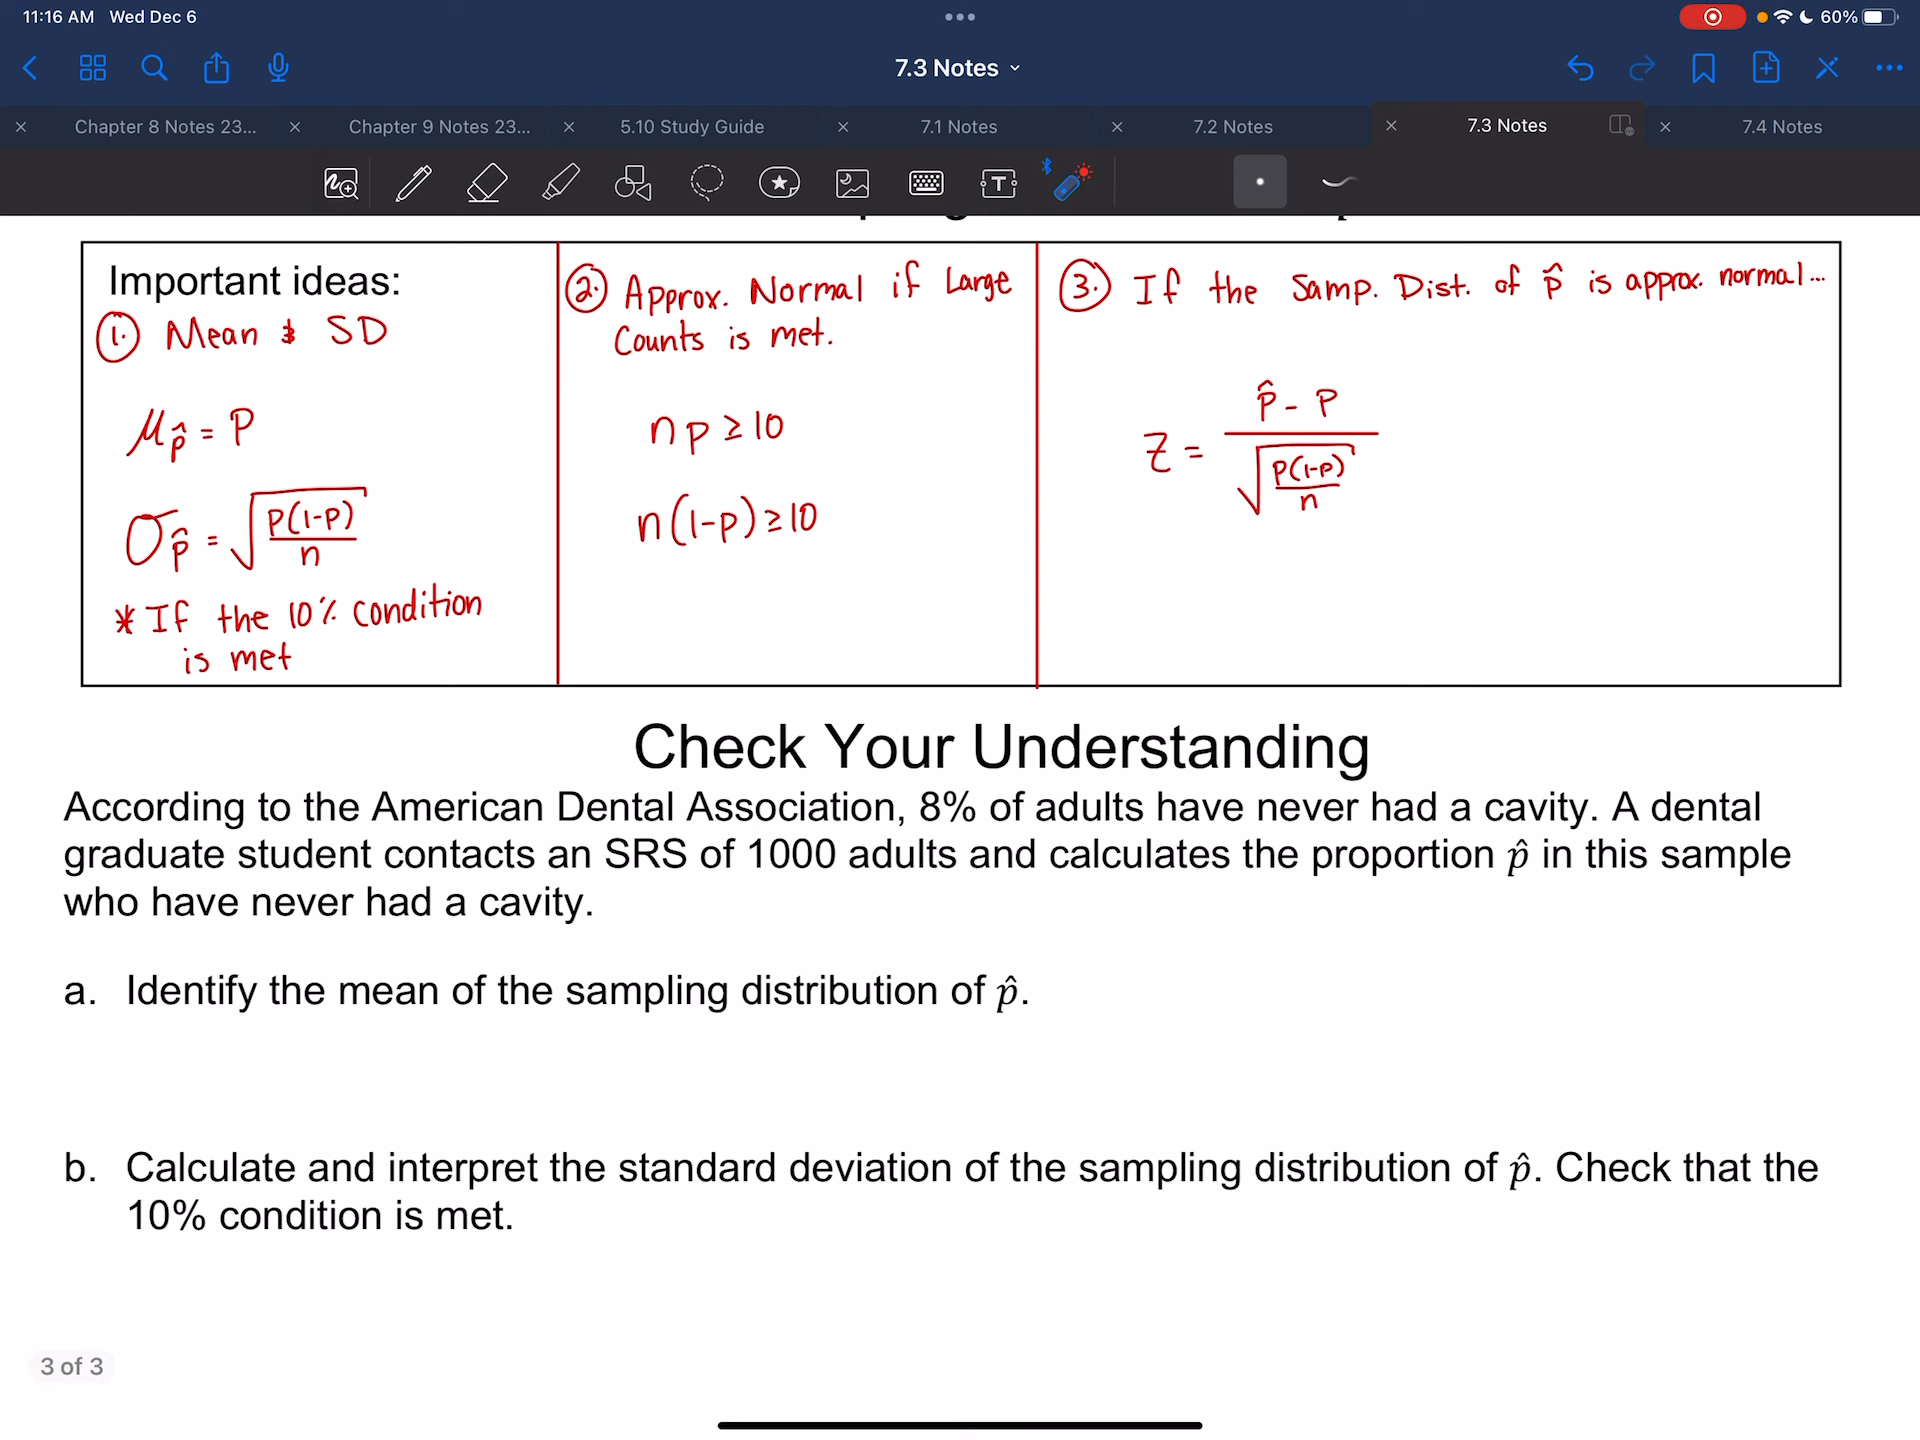 11:16 AM Wed Dec 6
60%
7.3 Notes
Chapter 8 Notes 23... Chapter 9 Notes 23... 5.10 Study Guide 7.1 Notes 7.2 Notes 7.3 Notes 7.4 Notes
Important ideas:
1. Mean & SD
μp̂ = P
σp̂ = √(P(1-P)/n)
* If the 10% condition
is met
2. Approx. Normal if Large
Counts is met.
np ≥ 10
n(1-p) ≥ 10
3. If the Samp. Dist. of p̂ is approx. normal...
Z = (p̂ - P)/√(P(1-P)/n)
Check Your Understanding
According to the American Dental Association, 8% of adults have never had a cavity. A dental
graduate student contacts an SRS of 1000 adults and calculates the proportion p̂ in this sample
who have never had a cavity.
a. Identify the mean of the sampling distribution of p̂.
b. Calculate and interpret the standard deviation of the sampling distribution of p̂. Check that the
10% condition is met.
3 of 3